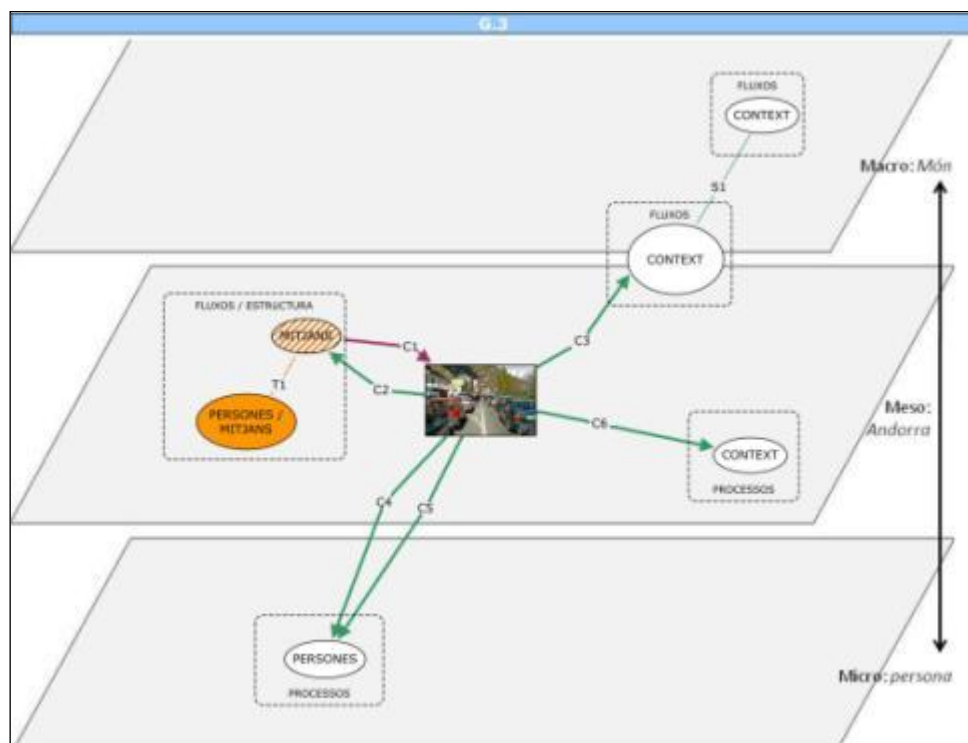 G.3
FLUXOS
CONTEXT
Macro: Món
S1
FLUXOS
CONTEXT
FLUXOS / ESTRUCTURA
MITJANS
C1
C3
C2
T1
PERSONES /
MITJANS
C6
Meso:
Andorra
CONTEXT
PROCESSOS
C4
C5
PERSONES
PROCESSOS
Micro: persona